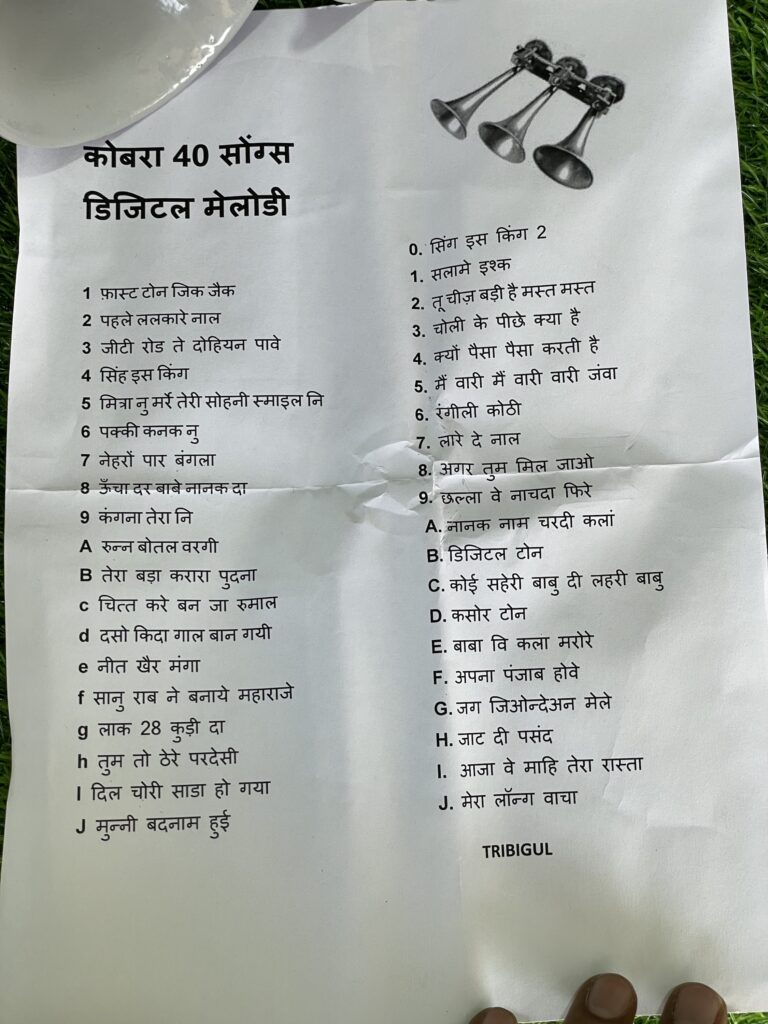 कोबरा 40 सोंग्स
डिजिटल मेलोडी
1 फ़ास्ट टोन जिक जैक
2 पहले ललकारे नाल
3 जीटी रोड ते दोहियन पावे
4 सिंह इस किंग
5 मित्रा नु मर्रे तेरी सोहनी स्माइल नि
6 पक्की कनक नु
7 नेहरों पार बंगला
8 ऊँचा दर बाबे नानक दा
9 कंगना तेरा नि
A रुन्न बोतल वरगी
B तेरा बड़ा करारा पुदना
c चित्त करे बन जा रुमाल
d दसो किदा गाल बान गयी
e नीत खैर मंगा
f सानु राब ने बनाये महाराजे
g लाक 28 कुड़ी दा
h तुम तो ठेरे परदेसी
I दिल चोरी साडा हो गया
J मुन्नी बदनाम हुई
0. सिंग इस किंग 2
1. सलामे इश्क
2. तू चीज़ बड़ी है मस्त मस्त
3. चोली के पीछे क्या है
4. क्यों पैसा पैसा करती है
5. मैं वारी मैं वारी वारी जंवा
6. रंगीली कोठी
7. लारे दे नाल
8. अगर तुम मिल जाओ
9. छल्ला वे नाचदा फिरे
A. नानक नाम चरदी कलां
B. डिजिटल टोन
C. कोई सहेरी बाबु दी लहरी बाबु
D. कसोर टोन
E. बाबा वि कला मरोरे
F. अपना पंजाब होवे
G. जग जिओन्देअन मेले
H. जाट दी पसंद
I. आजा वे माहि तेरा रास्ता
J. मेरा लॉन्ग वाचा
TRIBIGUL